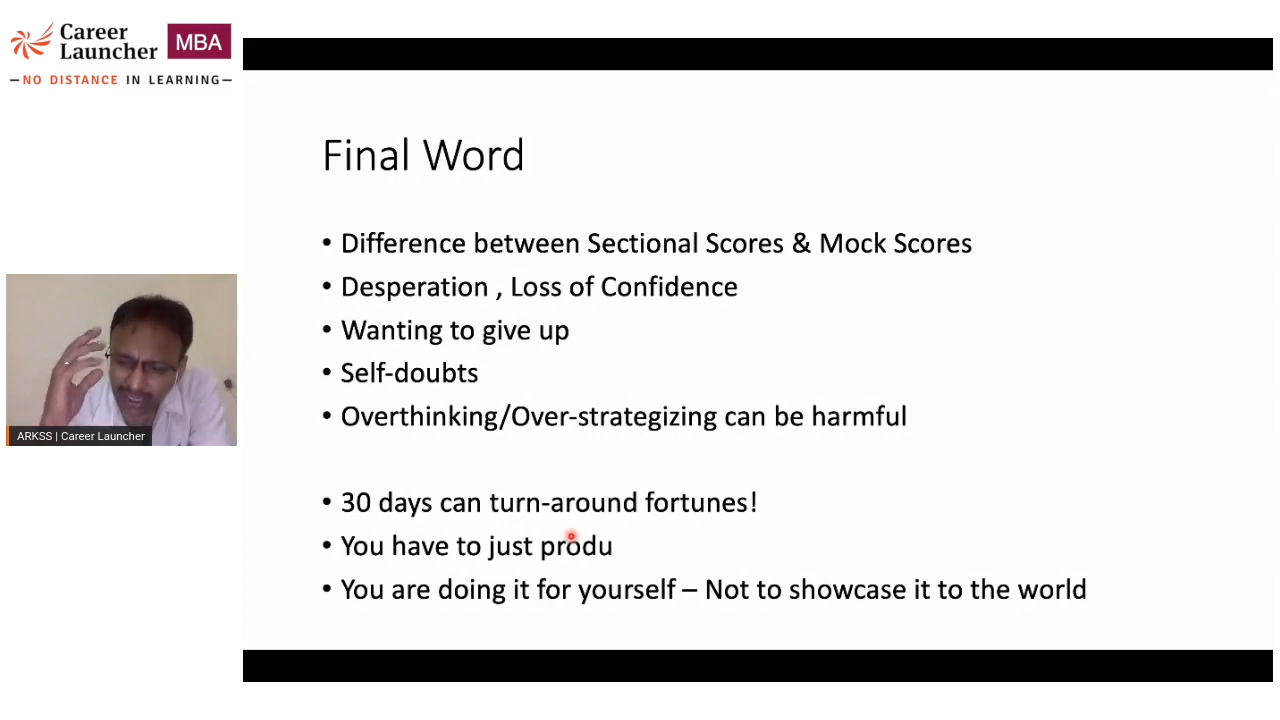 Career
Launcher
MBA
NO DISTANCE IN LEARNING
Final Word
• Difference between Sectional Scores & Mock Scores
• Desperation , Loss of Confidence
• Wanting to give up
• Self-doubts
• Overthinking/Over-strategizing can be harmful
• 30 days can turn-around fortunes!
• You have to just produ
• You are doing it for yourself – Not to showcase it to the world
ARKSS | Career Launcher